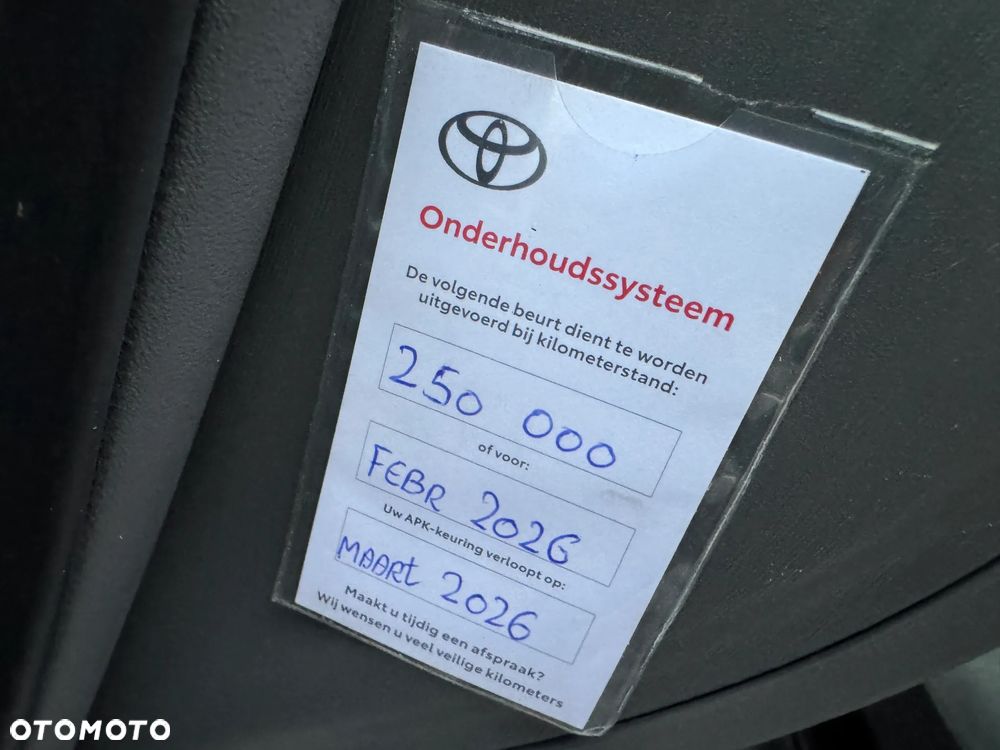 Onderhoudssysteem
De volgende beurt dient te worden
uitgevoerd bij kilometerstand:
250 000
of voor:
FEBR 2026
Uw APK-keuring verloopt op:
MAARt 2026
Maakt u tijdig een afspraak?
Wij wensen u veel veilige kilometers
OTOMOTO